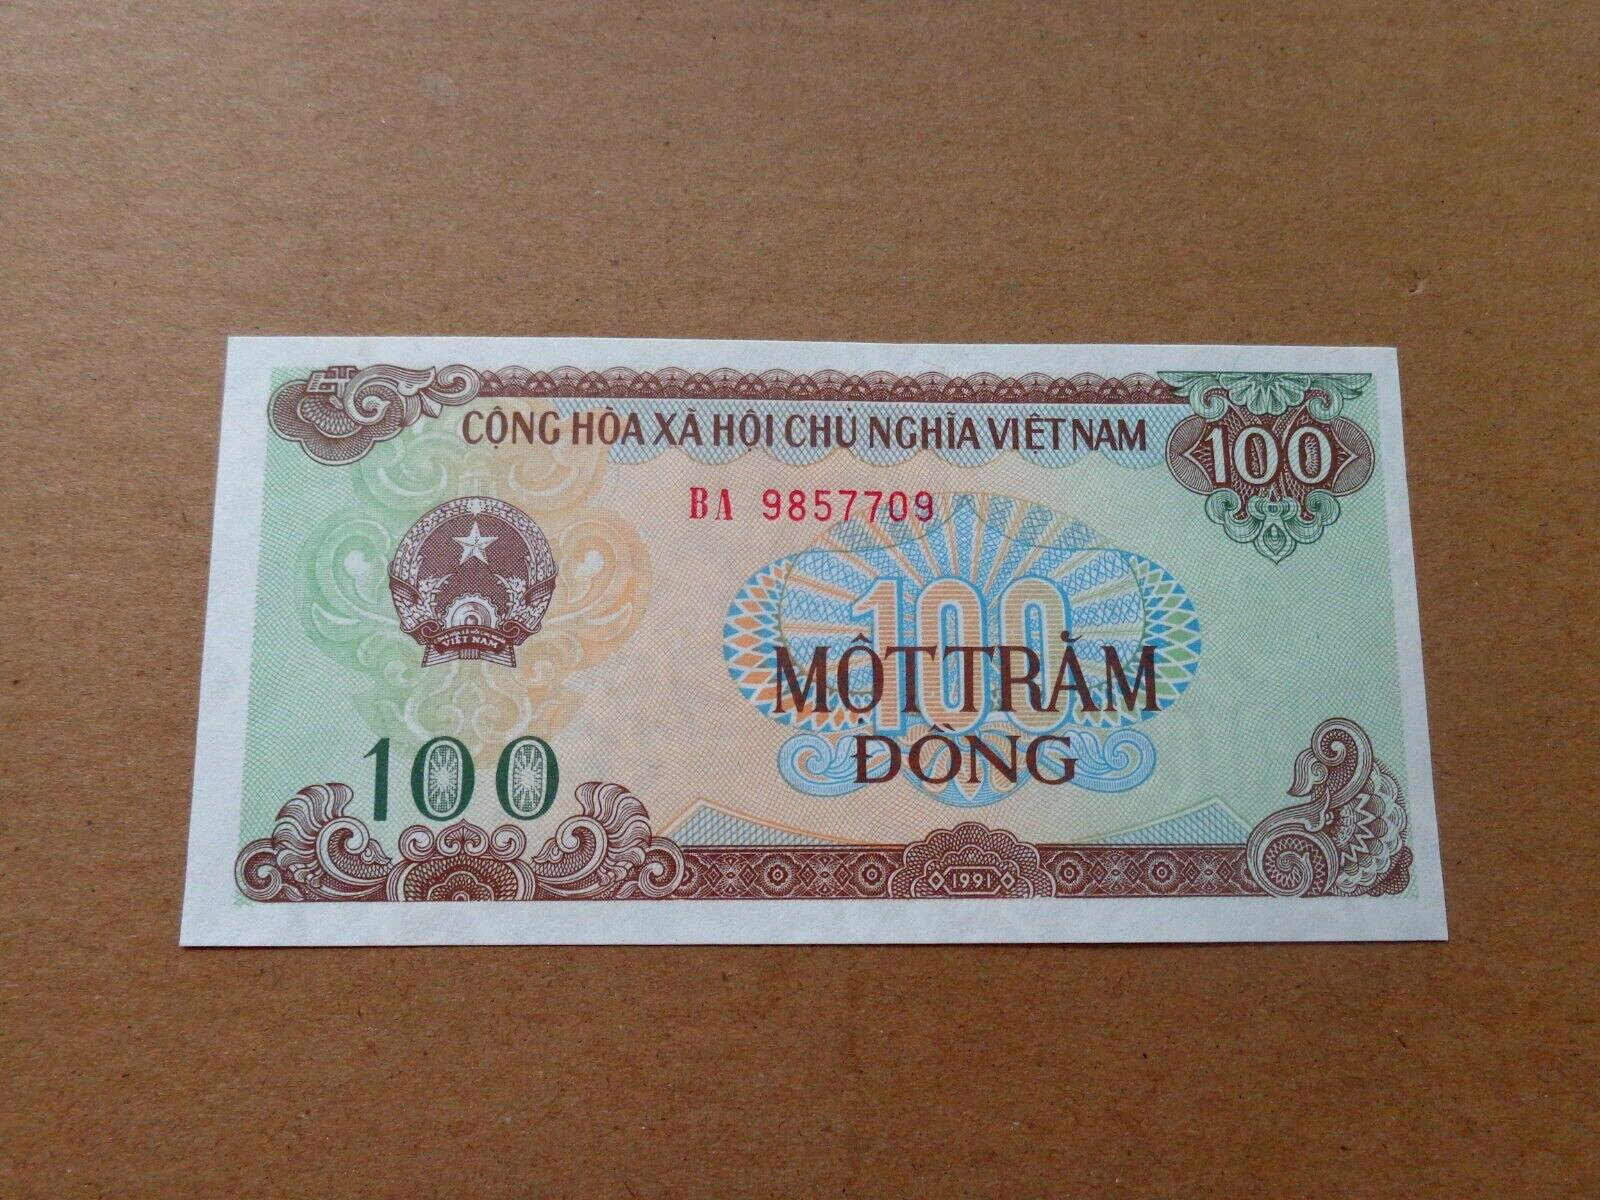 CỘNG HÒA XÃ HỘI CHỦ NGHĨA VIỆT NAM
100
BA 9857709
100
VIỆT NAM
MỘT TRĂM
ĐỒNG
100
1991